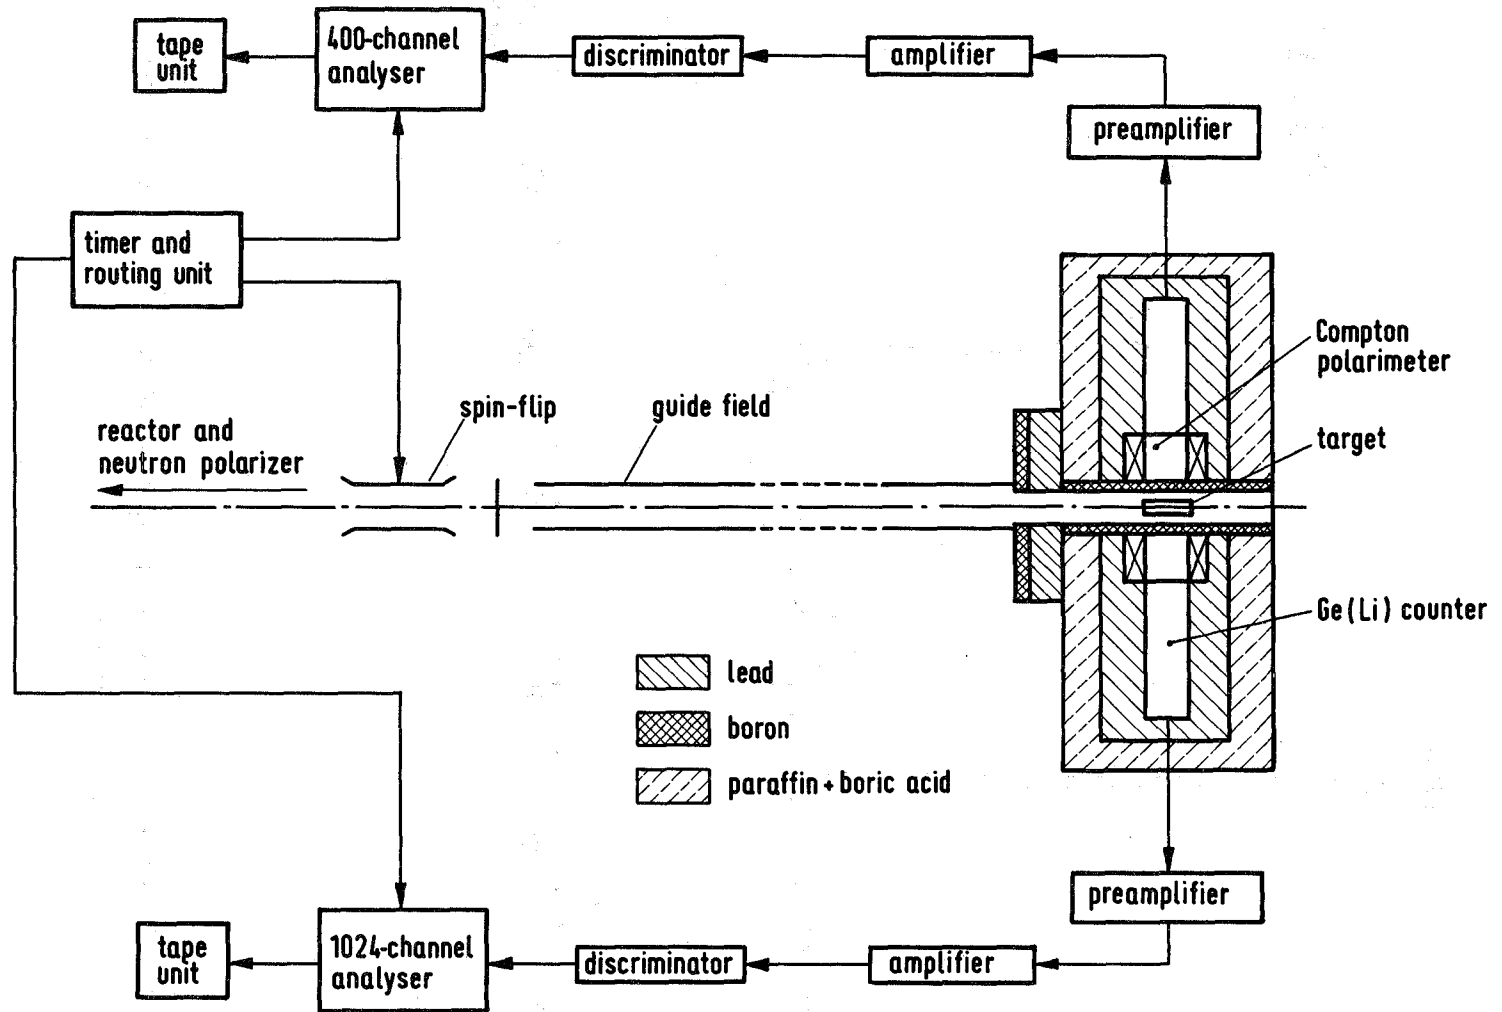 tape
unit
400-channel
analyser
discriminator
amplifier
preamplifier
timer and
routing unit
Compton
polarimeter
spin-flip
guide field
reactor and
neutron polarizer
target
Ge(Li) counter
lead
boron
paraffin + boric acid
preamplifier
tape
unit
1024-channel
analyser
discriminator
amplifier